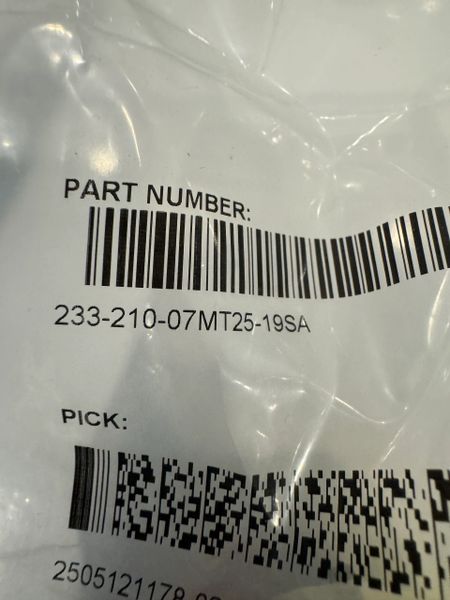 PART NUMBER:
233-210-07MT25-19SA
PICK:
2505121178